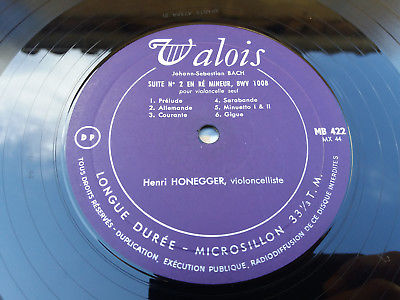 Valois
Johann-Sebastian BACH
SUITE N° 2 EN RÉ MINEUR, BWV 1008
pour violoncelle seul
1. Prélude
2. Allemande
3. Courante
4. Sarabande
5. Minuetto I & II
6. Gigue
DP
MB 422
MX 44
Henri HONEGGER, violoncelliste
LONGUE DURÉE - MICROSILLON 33 1/3 T. M.
TOUS DROITS RÉSERVÉS - DUPLICATION, EXÉCUTION PUBLIQUE, RADIODIFFUSION DE CE DISQUE INTERDITES